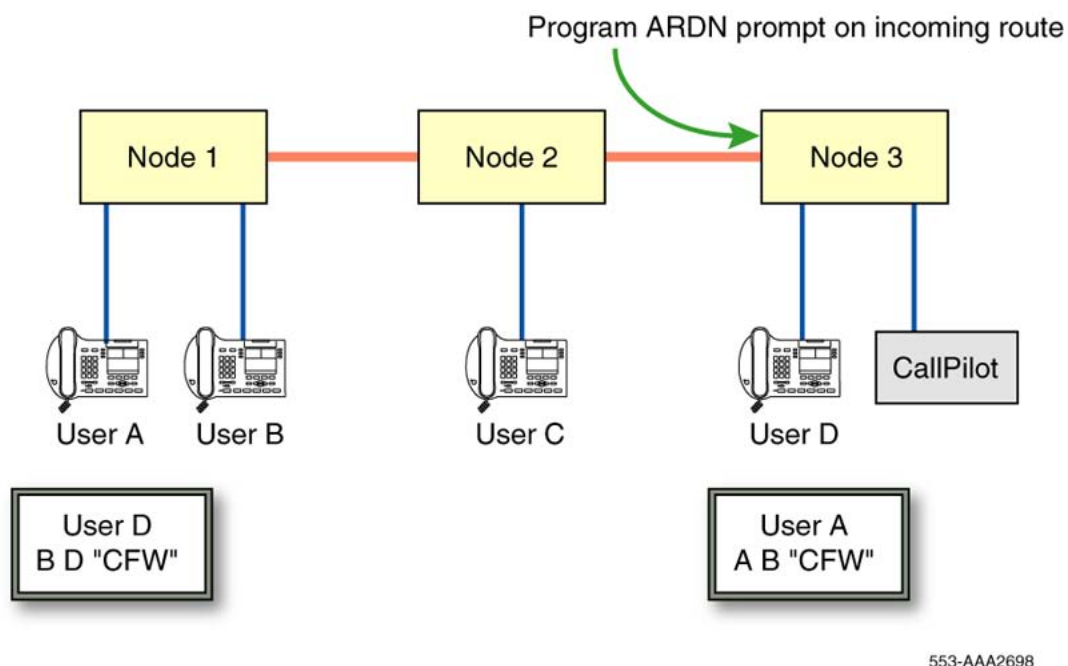 Program ARDN prompt on incoming route
Node 1
Node 2
Node 3
CallPilot
User A
User B
User C
User D
User D
B D "CFW"
User A
A B "CFW"
553-AAA2698